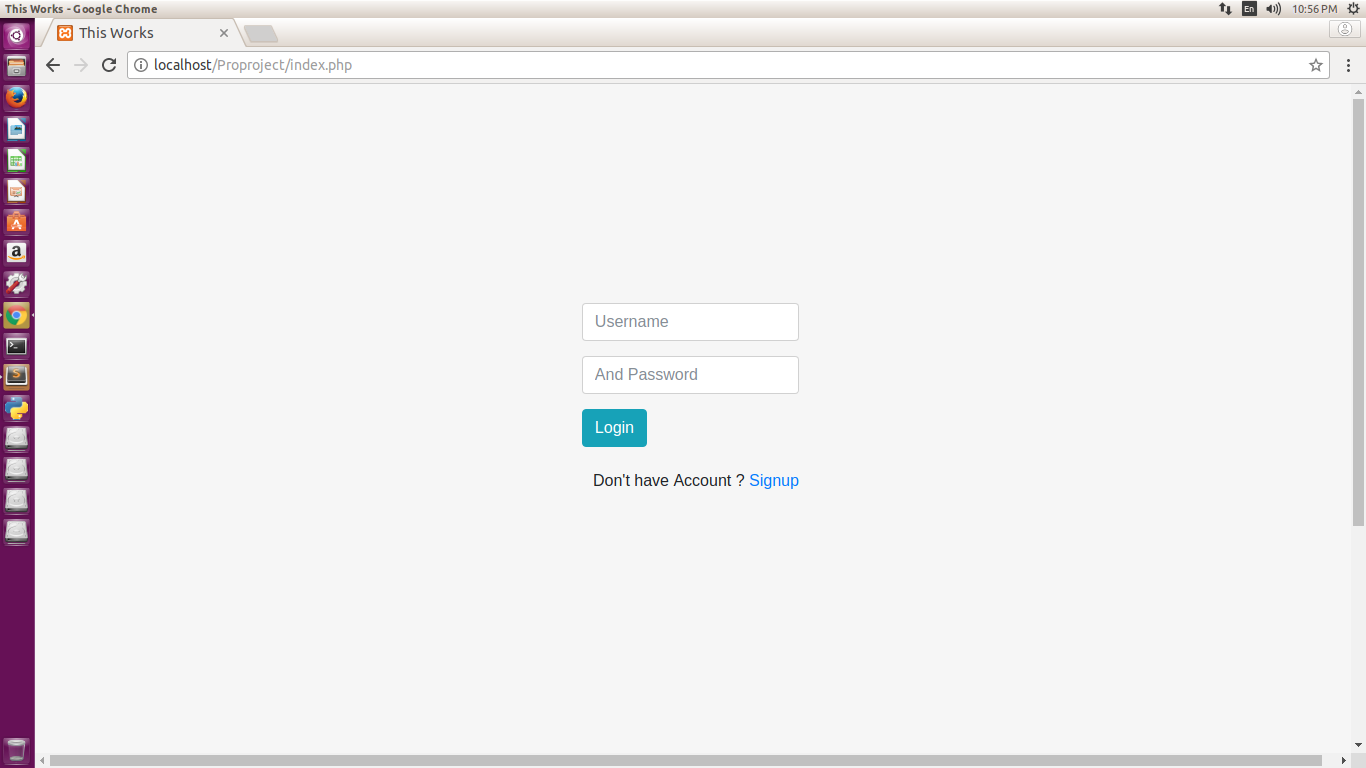 This Works - Google Chrome
En
10:56 PM
This Works
localhost/Proproject/index.php
Username
And Password
Login
Don't have Account ? Signup